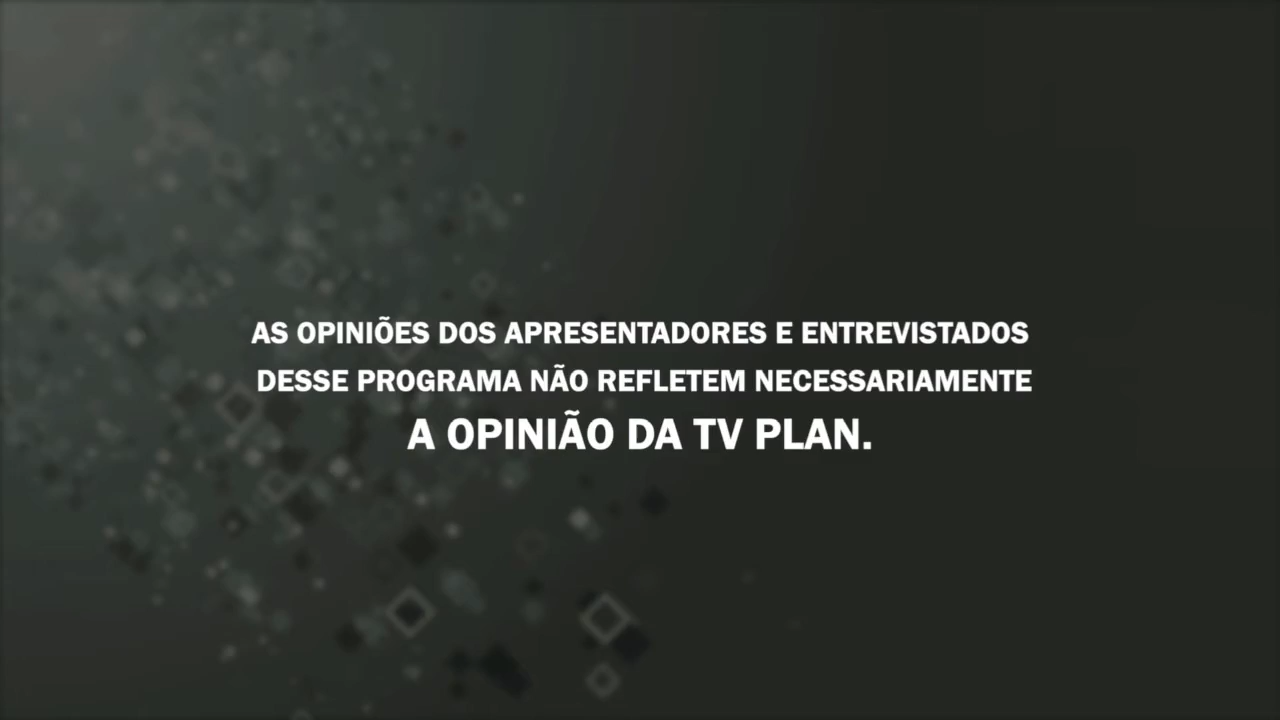 AS OPINIÕES DOS APRESENTADORES E ENTREVISTADOS
DESSE PROGRAMA NÃO REFLETEM NECESSARIAMENTE
A OPINIÃO DA TV PLAN.